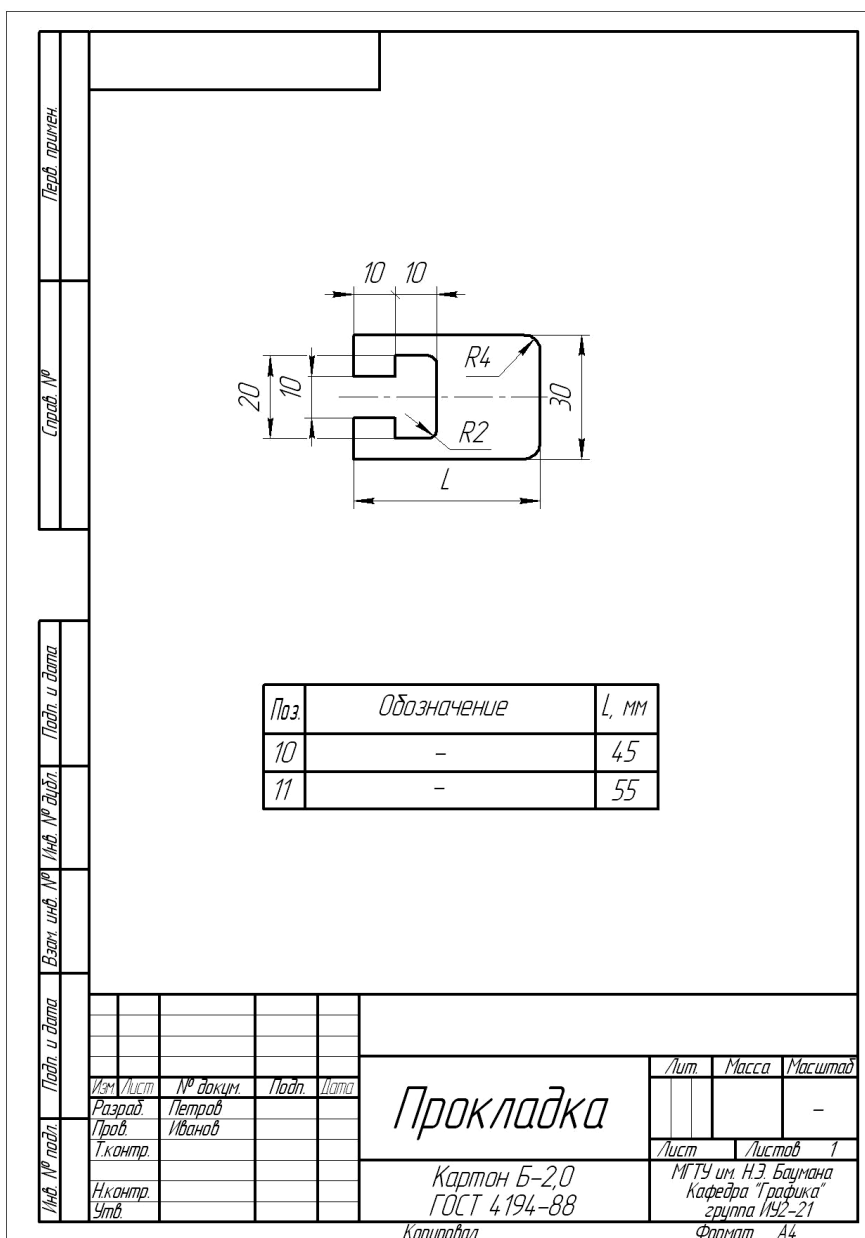 Перв. примен.
Справ. №
Подп. и дата
Инв. № дубл.
Взам. инв. №
Подп. и дата
Инв. № подл.
10 10
20
10
R4
R2
30
L
Поз. Обозначение L, мм
10 – 45
11 – 55
Изм Лист № докум. Подп. Дата
Разраб. Петров
Пров. Иванов
Т.контр.
Н.контр.
Утв.
Прокладка
Картон Б-2,0
ГОСТ 4194-88
Лит. Масса Масштаб
–
Лист Листов 1
МГТУ им. Н.Э. Баумана
Кафедра "Графика"
группа ИУ2-21
Копировал Формат А4